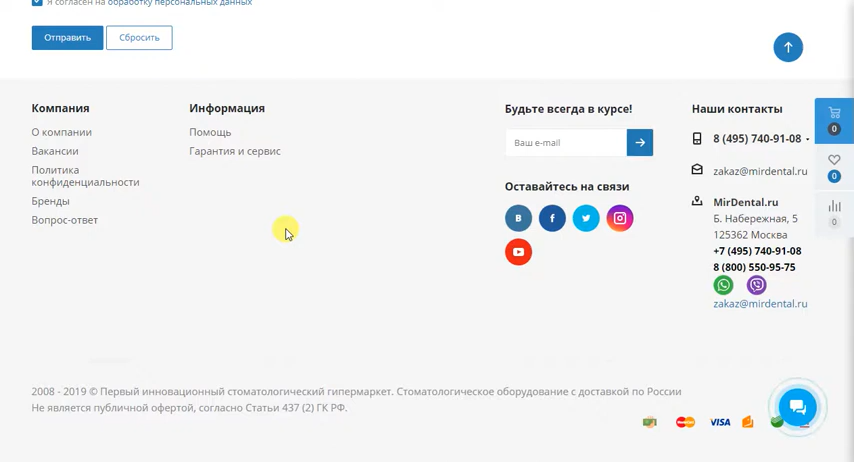 Я согласен на обработку персональных данных
Отправить
Сбросить
Компания
О компании
Вакансии
Политика
конфиденциальности
Бренды
Вопрос-ответ
Информация
Помощь
Гарантия и сервис
Будьте всегда в курсе!
Ваш e-mail
Оставайтесь на связи
Наши контакты
8 (495) 740-91-08
zakaz@mirdental.ru
MirDental.ru
Б. Набережная, 5
125362 Москва
+7 (495) 740-91-08
8 (800) 550-95-75
zakaz@mirdental.ru
0
0
0
2008 - 2019 © Первый инновационный стоматологический гипермаркет. Стоматологическое оборудование с доставкой по России
Не является публичной офертой, согласно Статьи 437 (2) ГК РФ.
VISA